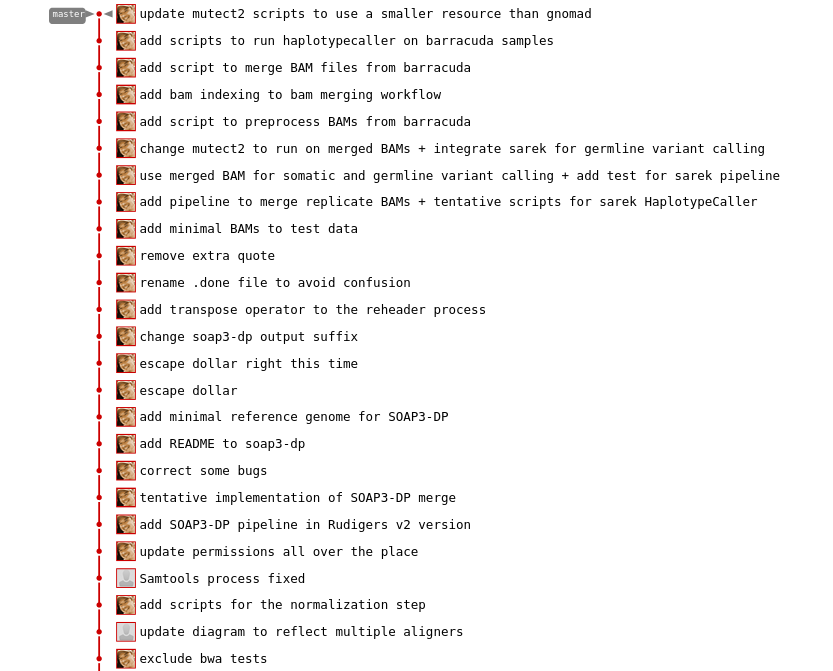 master
update mutect2 scripts to use a smaller resource than gnomad
add scripts to run haplotypecaller on barracuda samples
add script to merge BAM files from barracuda
add bam indexing to bam merging workflow
add script to preprocess BAMs from barracuda
change mutect2 to run on merged BAMs + integrate sarek for germline variant calling
use merged BAM for somatic and germline variant calling + add test for sarek pipeline
add pipeline to merge replicate BAMs + tentative scripts for sarek HaplotypeCaller
add minimal BAMs to test data
remove extra quote
rename .done file to avoid confusion
add transpose operator to the reheader process
change soap3-dp output suffix
escape dollar right this time
escape dollar
add minimal reference genome for SOAP3-DP
add README to soap3-dp
correct some bugs
tentative implementation of SOAP3-DP merge
add SOAP3-DP pipeline in Rudigers v2 version
update permissions all over the place
Samtools process fixed
add scripts for the normalization step
update diagram to reflect multiple aligners
exclude bwa tests